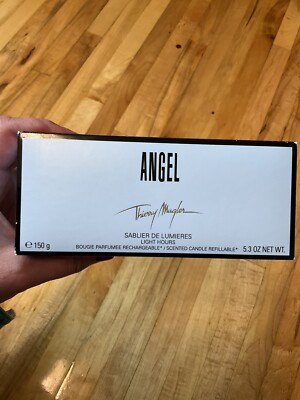 ANGEL
Thierry Mugler
SABLIER DE LUMIERES
LIGHT HOURS
BOUGIE PARFUMEE RECHARGEABLE* / SCENTED CANDLE REFILLABLE*
℮ 150 g
5.3 OZ NET WT.